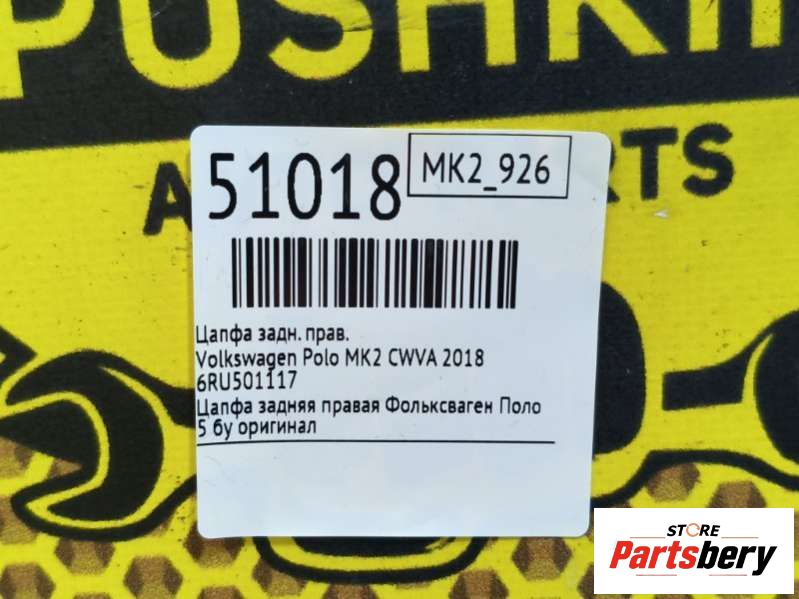 PUSHKI
51018
MK2_926
RTS
Цапфа задн. прав.
Volkswagen Polo MK2 CWVA 2018
6RU501117
Цапфа задняя правая Фольксваген Поло
5 бу оригинал
STORE
Partsbery